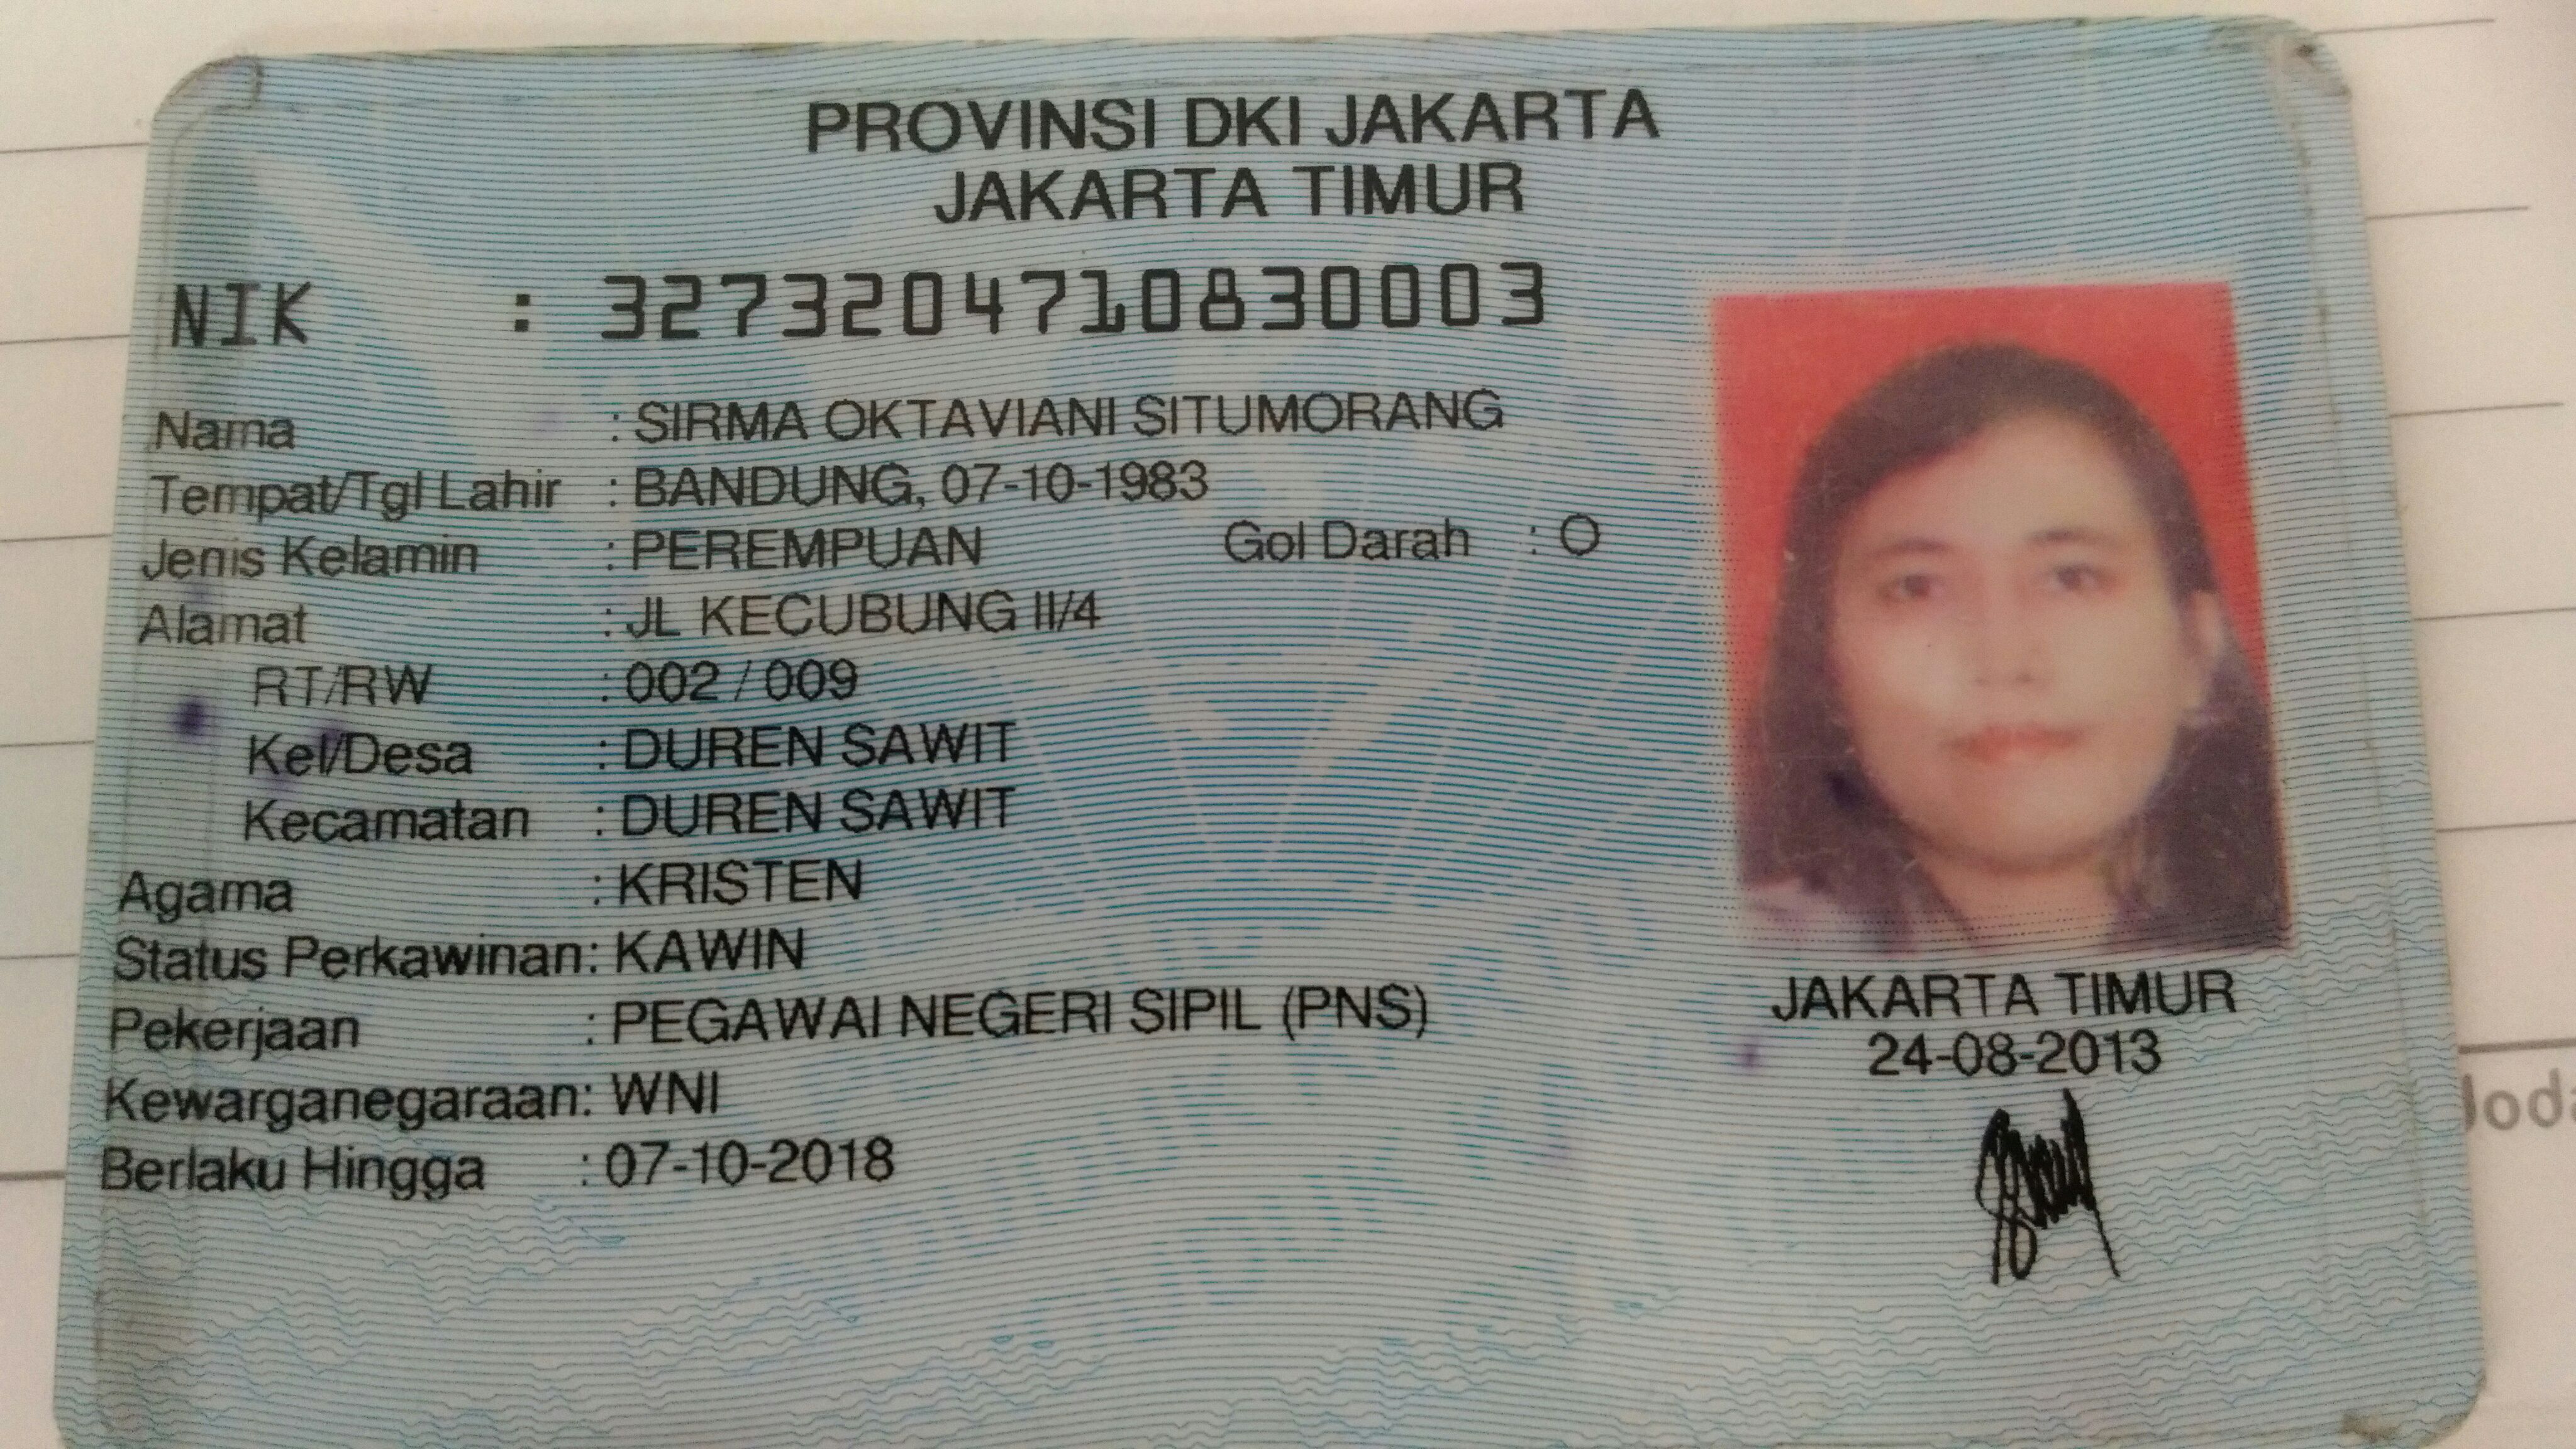 PROVINSI DKI JAKARTA
JAKARTA TIMUR
NIK : 3273204710830003
Nama : SIRMA OKTAVIANI SITUMORANG
Tempat/Tgl Lahir : BANDUNG, 07-10-1983
Jenis Kelamin : PEREMPUAN Gol Darah : O
Alamat : JL KECUBUNG II/4
RT/RW : 002 / 009
Kel/Desa : DUREN SAWIT
Kecamatan : DUREN SAWIT
Agama : KRISTEN
Status Perkawinan: KAWIN
Pekerjaan : PEGAWAI NEGERI SIPIL (PNS)
Kewarganegaraan: WNI
Berlaku Hingga : 07-10-2018
JAKARTA TIMUR
24-08-2013